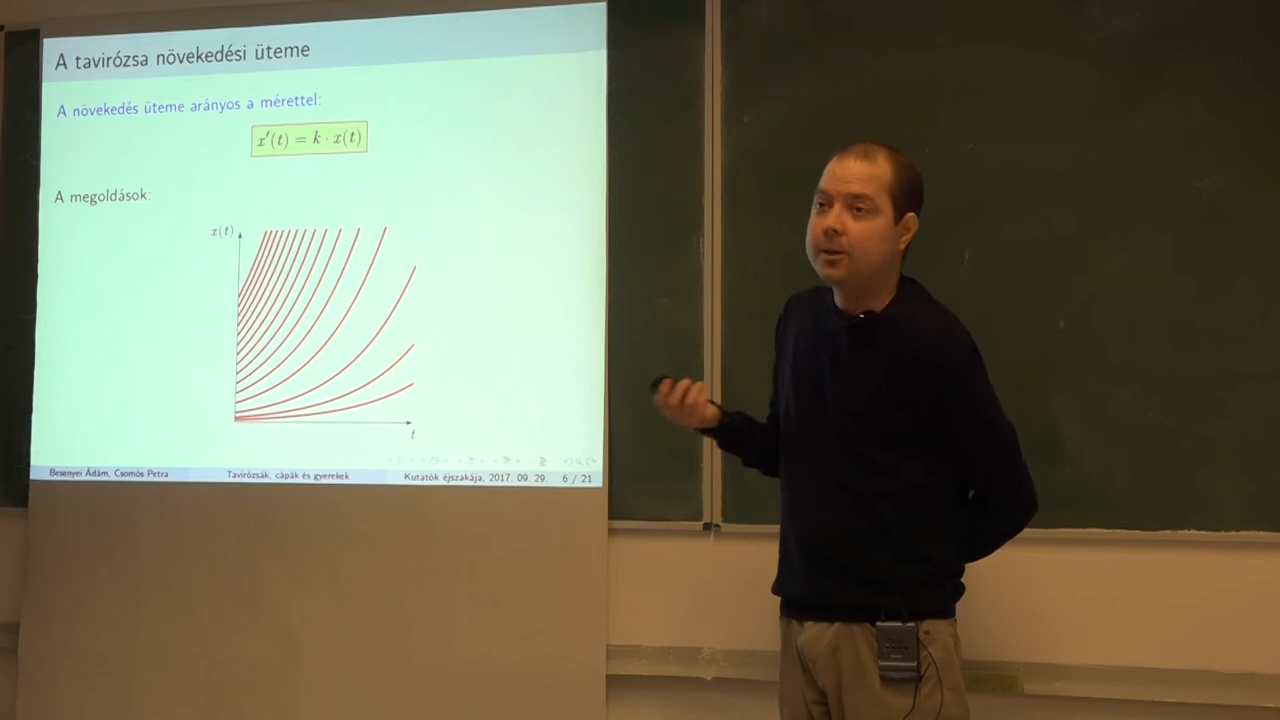 A tavirózsa növekedési üteme
A növekedés üteme arányos a mérettel:
x′(t) = k · x(t)
A megoldások:
x(t)
t
Besenyei Ádám, Csomós Petra Tavirózsák, cápák és gyerekek Kutatók éjszakája, 2017. 09. 29. 6 / 21